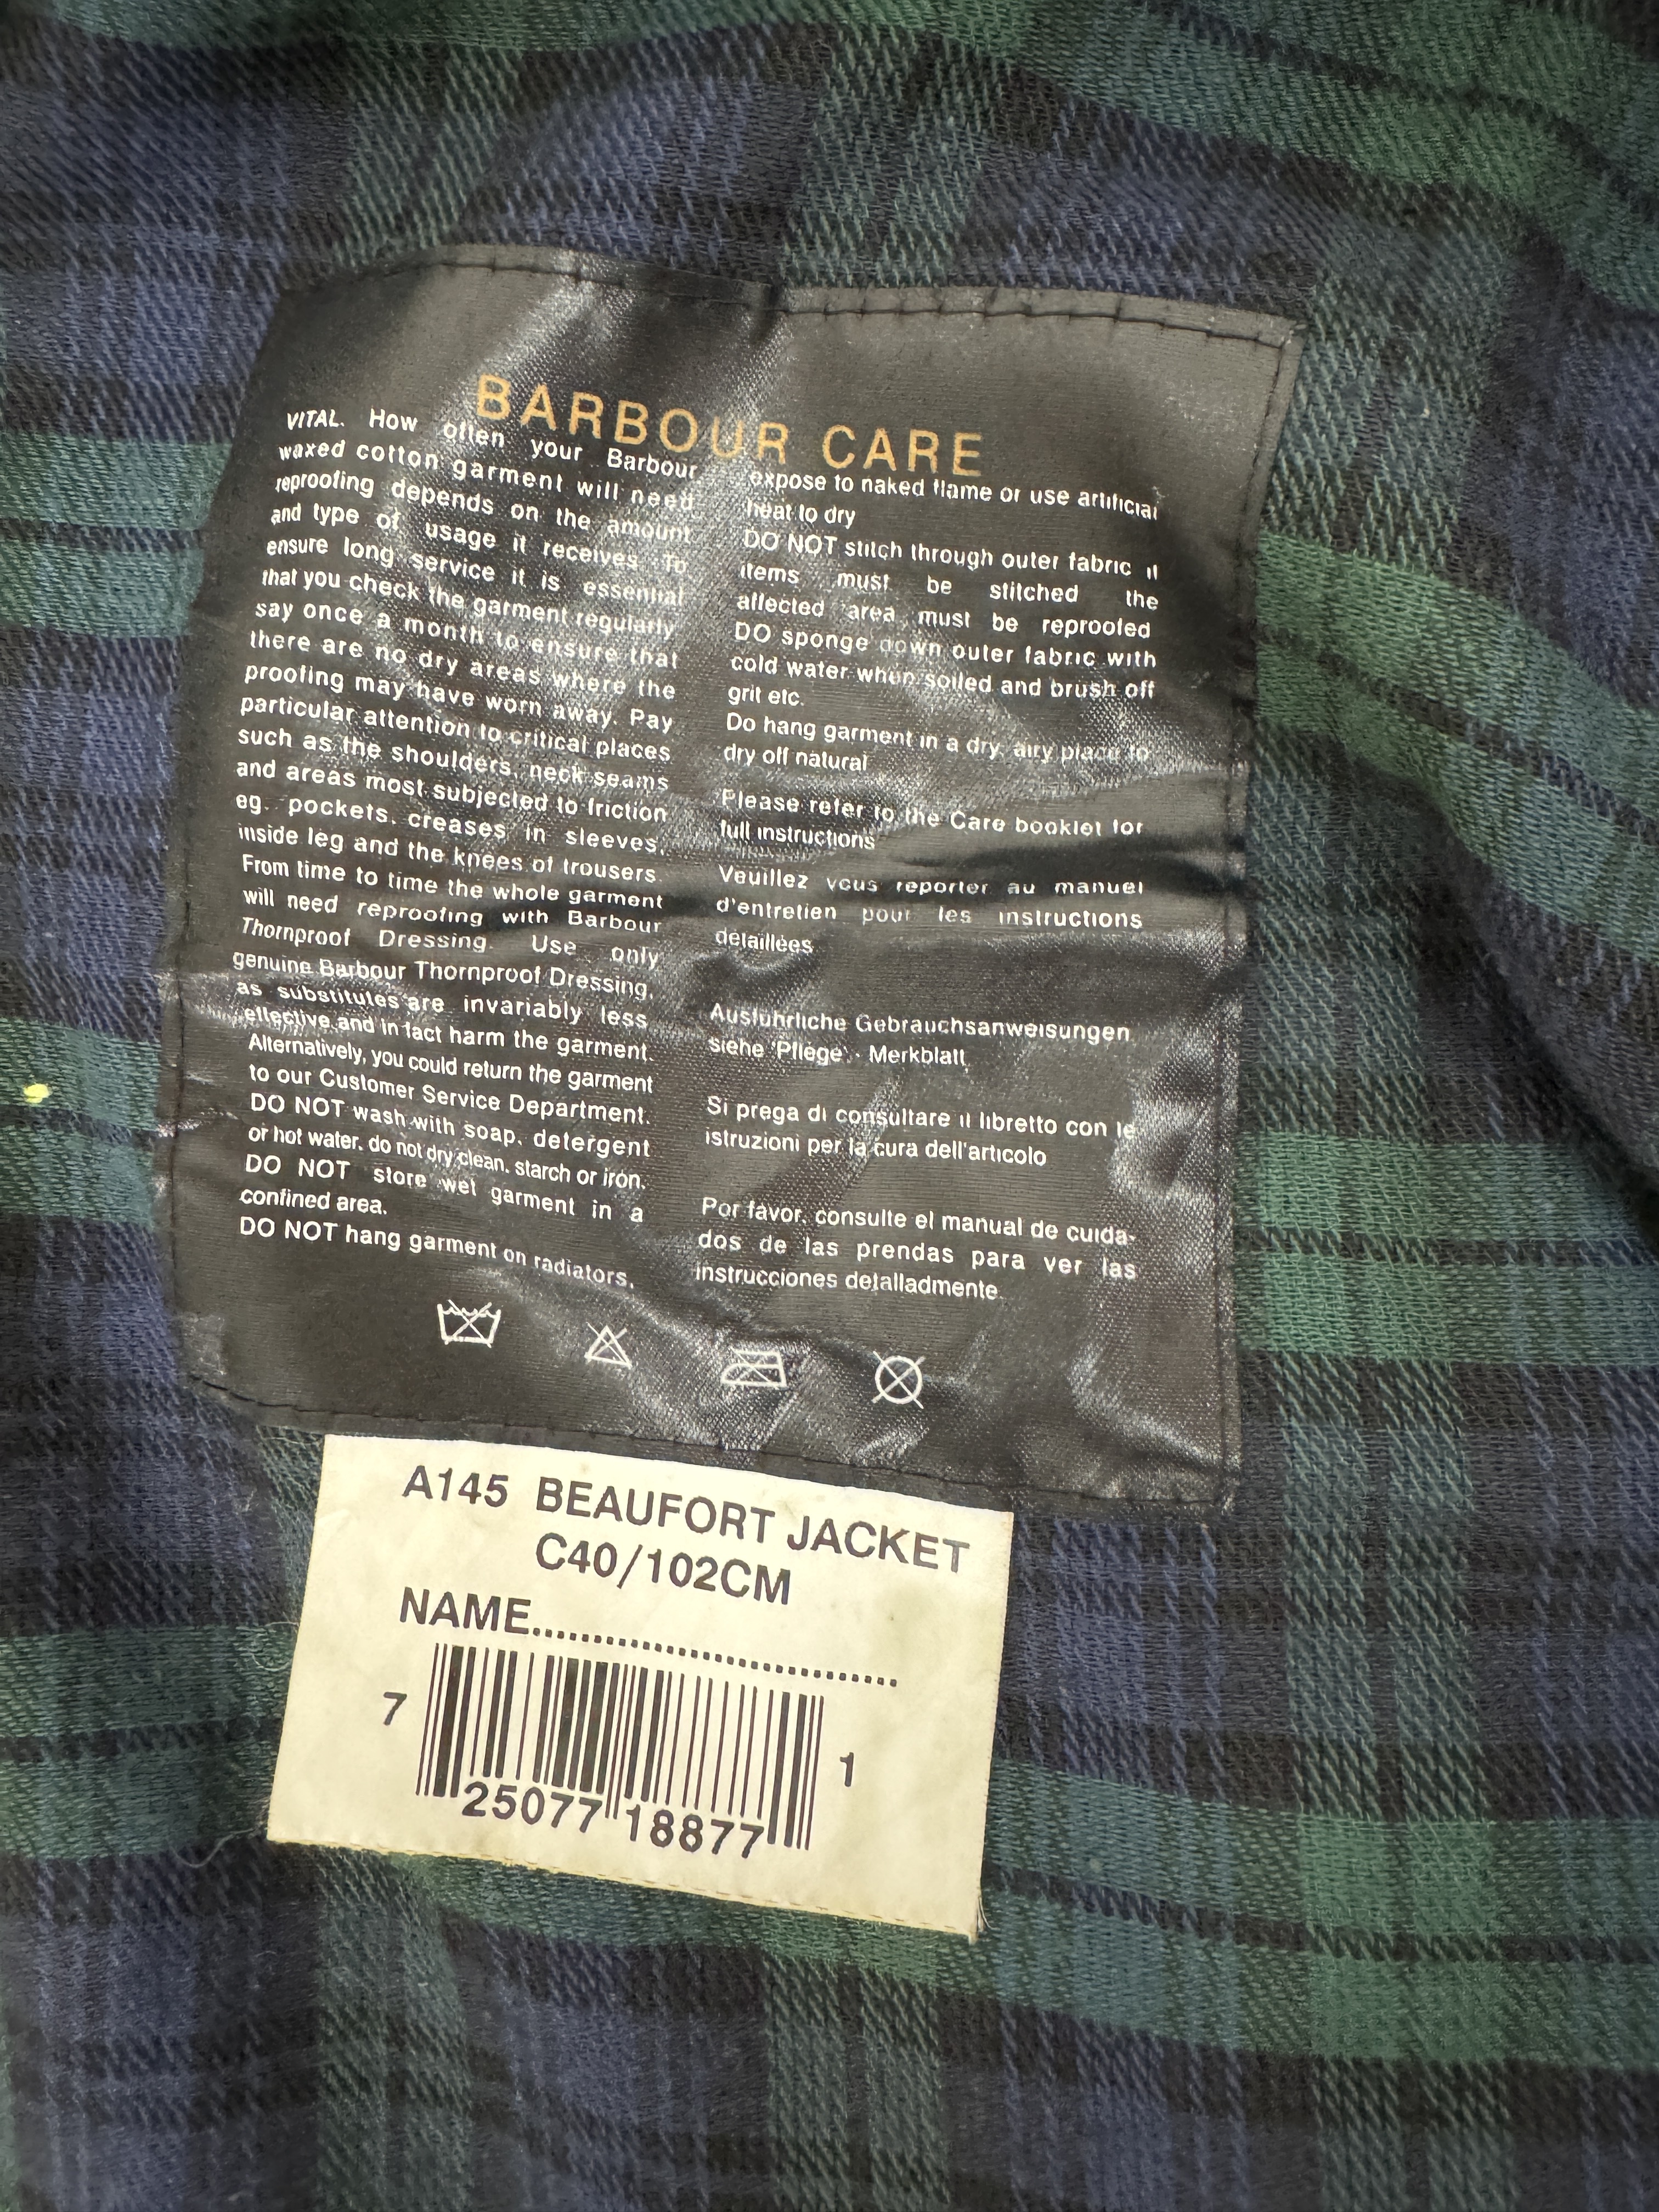 BARBOUR CARE
VITAL. How often your Barbour
waxed cotton garment will need
reproofing depends on the amount
and type of usage it receives. To
ensure long service it is essential
that you check the garment regularly
say once a month to ensure that
there are no dry areas where the
proofing may have worn away. Pay
particular attention to critical places
such as the shoulders, neck seams
and areas most subjected to friction
eg. pockets, creases in sleeves,
inside leg and the knees of trousers.
From time to time the whole garment
will need reproofing with Barbour
Thornproof Dressing. Use only
genuine Barbour Thornproof Dressing,
as substitutes are invariably less
effective and in fact harm the garment.
Alternatively, you could return the garment
to our Customer Service Department.
DO NOT wash with soap, detergent
or hot water, do not dry clean, starch or iron.
DO NOT store wet garment in a
confined area.
DO NOT hang garment on radiators,
expose to naked flame or use artificial
heat to dry
DO NOT stitch through outer fabric if
items must be stitched the
affected area must be reproofed
DO sponge down outer fabric with
cold water when soiled and brush off
grit etc.
Do hang garment in a dry, airy place to
dry off natural
Please refer to the Care booklet for
full instructions
Veuillez vous reporter au manuel
d'entretien pour les instructions
détaillées
Ausführliche Gebrauchsanweisungen
siehe 'Pflege' - Merkblatt
Si prega di consultare il libretto con le
istruzioni per la cura dell'articolo
Por favor, consulte el manual de cuida-
dos de las prendas para ver las
instrucciones detalladmente
A145 BEAUFORT JACKET
C40/102CM
NAME..............................
7 25077 18877 1